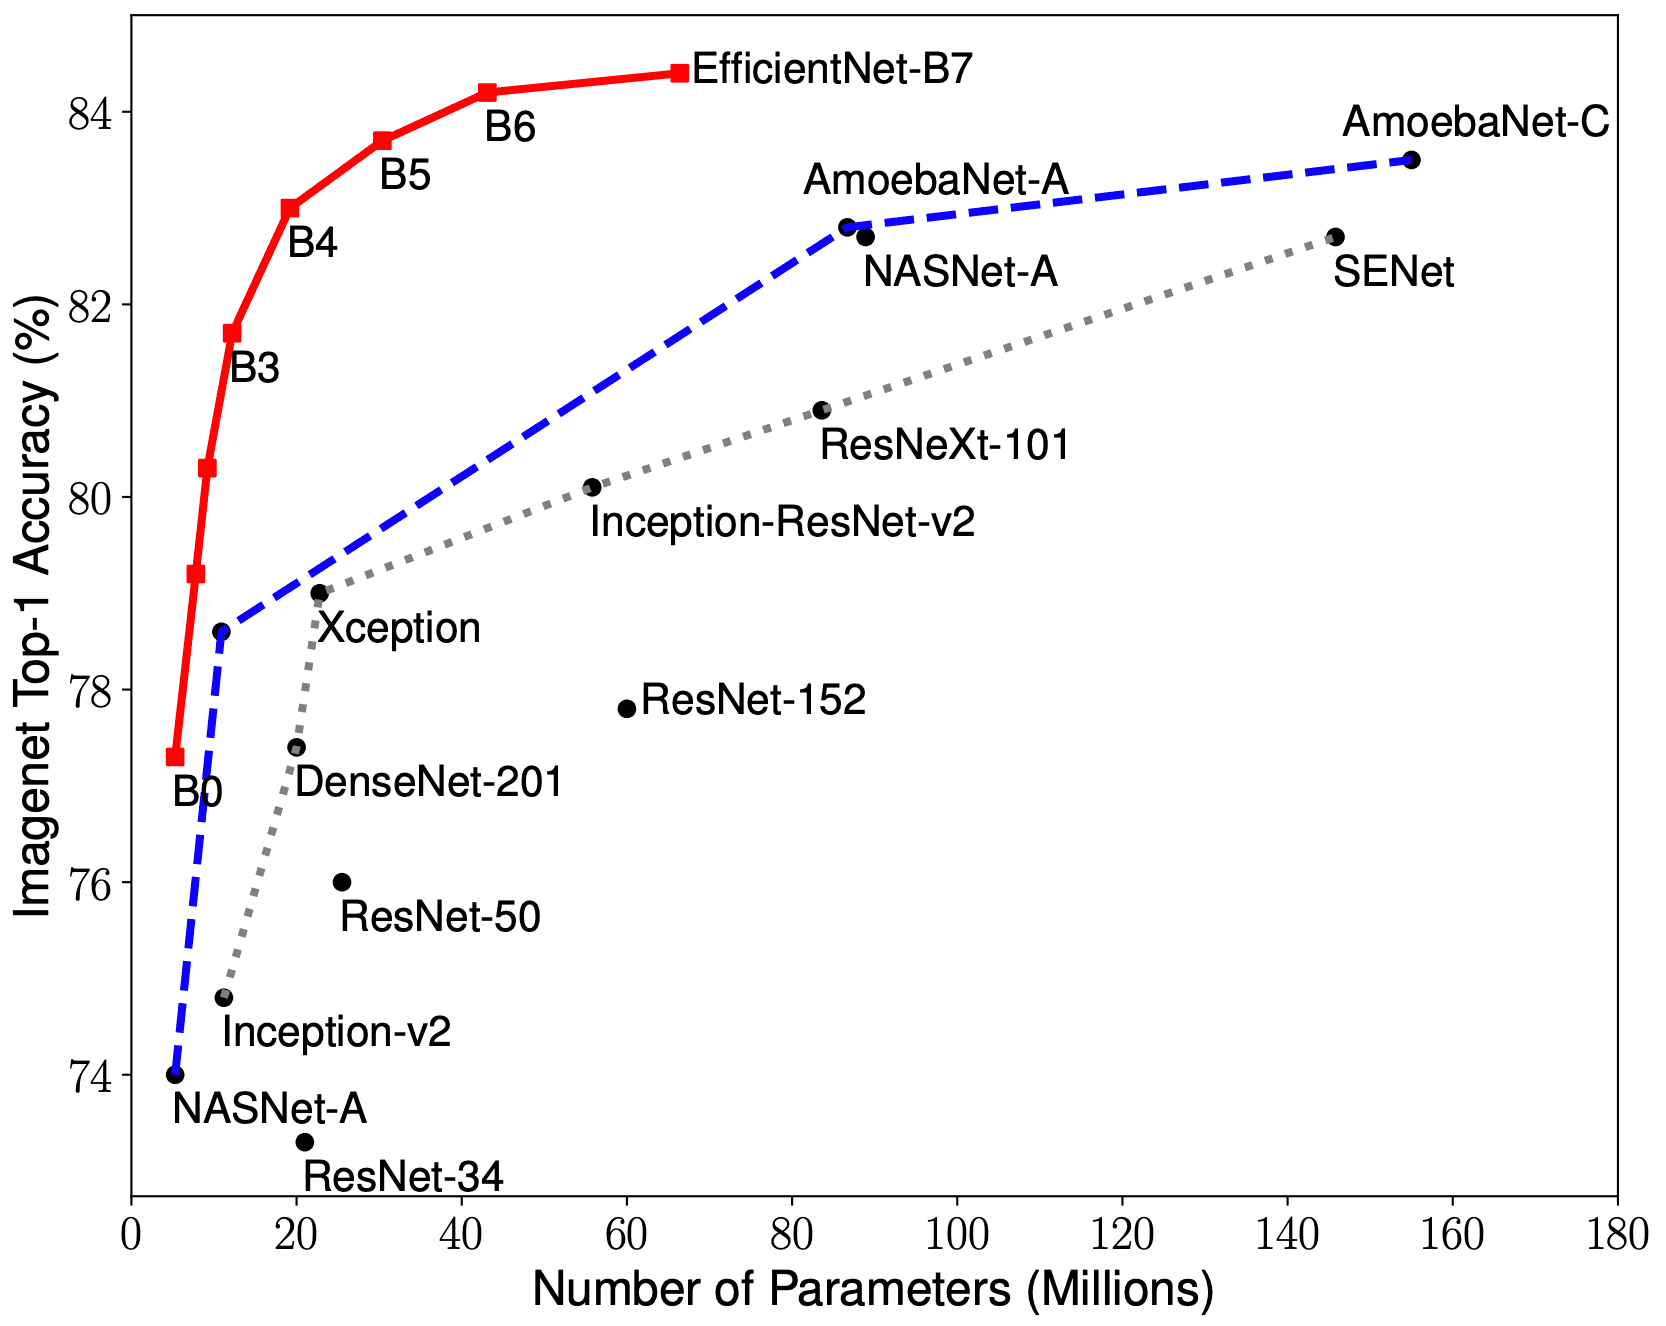 EfficientNet-B7
84
AmoebaNet-C
B6
B5
AmoebaNet-A
B4
NASNet-A
SENet
82
B3
ResNeXt-101
80
Inception-ResNet-v2
Xception
78
ResNet-152
B0
DenseNet-201
76
ResNet-50
Inception-v2
74
NASNet-A
ResNet-34
Imagenet Top-1 Accuracy (%)
0 20 40 60 80 100 120 140 160 180
Number of Parameters (Millions)